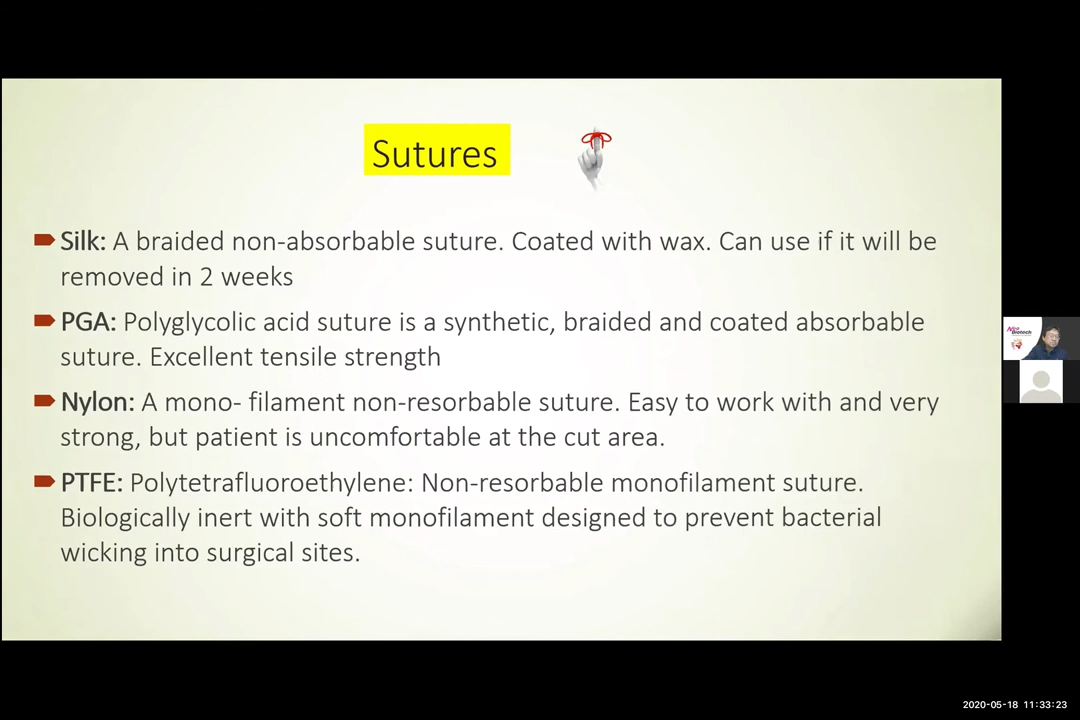 Sutures
Silk: A braided non-absorbable suture. Coated with wax. Can use if it will be
removed in 2 weeks
PGA: Polyglycolic acid suture is a synthetic, braided and coated absorbable
suture. Excellent tensile strength
Nylon: A mono- filament non-resorbable suture. Easy to work with and very
strong, but patient is uncomfortable at the cut area.
PTFE: Polytetrafluoroethylene: Non-resorbable monofilament suture.
Biologically inert with soft monofilament designed to prevent bacterial
wicking into surgical sites.
Neo
Biotech
2020-05-18 11:33:23